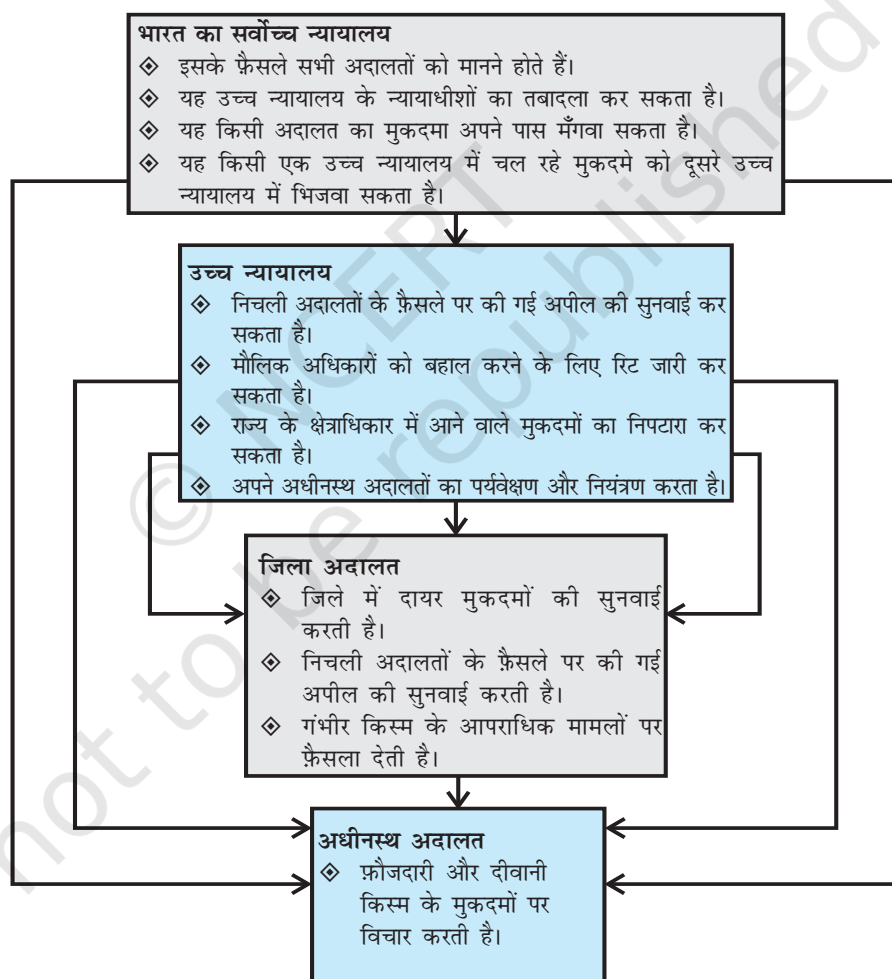 भारत का सर्वोच्च न्यायालय
◈ इसके फ़ैसले सभी अदालतों को मानने होते हैं।
◈ यह उच्च न्यायालय के न्यायाधीशों का तबादला कर सकता है।
◈ यह किसी अदालत का मुकदमा अपने पास मँगवा सकता है।
◈ यह किसी एक उच्च न्यायालय में चल रहे मुकदमे को दूसरे उच्च
न्यायालय में भिजवा सकता है।
उच्च न्यायालय
◈ निचली अदालतों के फ़ैसले पर की गई अपील की सुनवाई कर
सकता है।
◈ मौलिक अधिकारों को बहाल करने के लिए रिट जारी कर
सकता है।
◈ राज्य के क्षेत्राधिकार में आने वाले मुकदमों का निपटारा कर
सकता है।
◈ अपने अधीनस्थ अदालतों का पर्यवेक्षण और नियंत्रण करता है।
जिला अदालत
◈ जिले में दायर मुकदमों की सुनवाई
करती है।
◈ निचली अदालतों के फ़ैसले पर की गई
अपील की सुनवाई करती है।
◈ गंभीर किस्म के आपराधिक मामलों पर
फ़ैसला देती है।
अधीनस्थ अदालत
◈ फ़ौजदारी और दीवानी
किस्म के मुकदमों पर
विचार करती है।
© NCERT
not to be republished